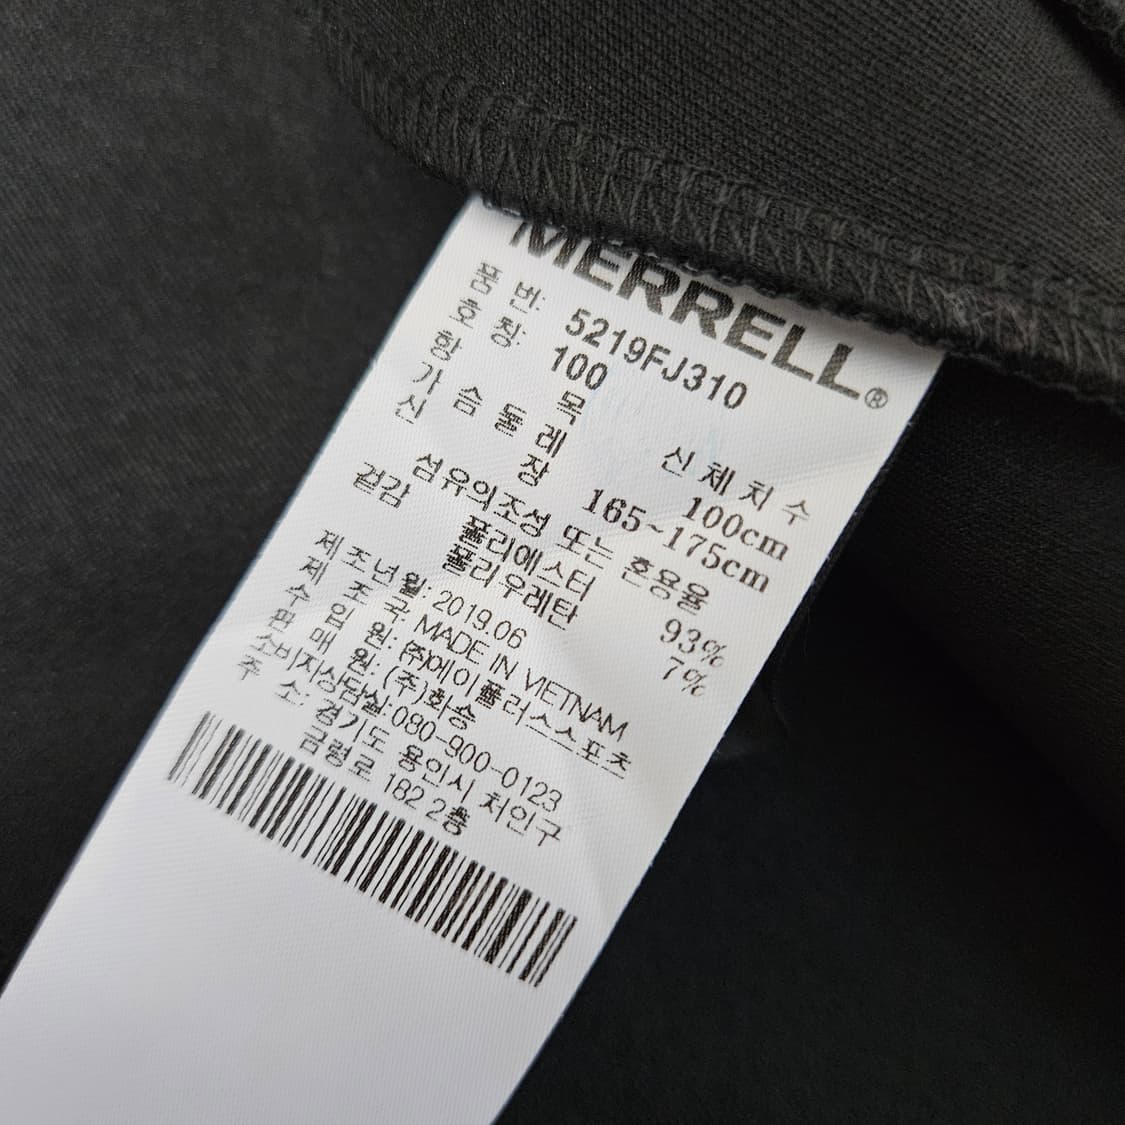 MERRELL®
품 번: 5219FJ310
호 칭: 100
항 목 신 체 치 수
가 슴 둘 레 100cm
신 장 165~175cm
섬유의조성 또는 혼용율
겉감 폴리에스터 93%
폴리우레탄 7%
제조년월: 2019.06
제 조 국: MADE IN VIETNAM
수 입 원: (주)에이플러스스포츠
판 매 원: (주)화승
소비자상담실: 080-900-0123
주 소: 경기도 용인시 처인구
금령로 182 2층